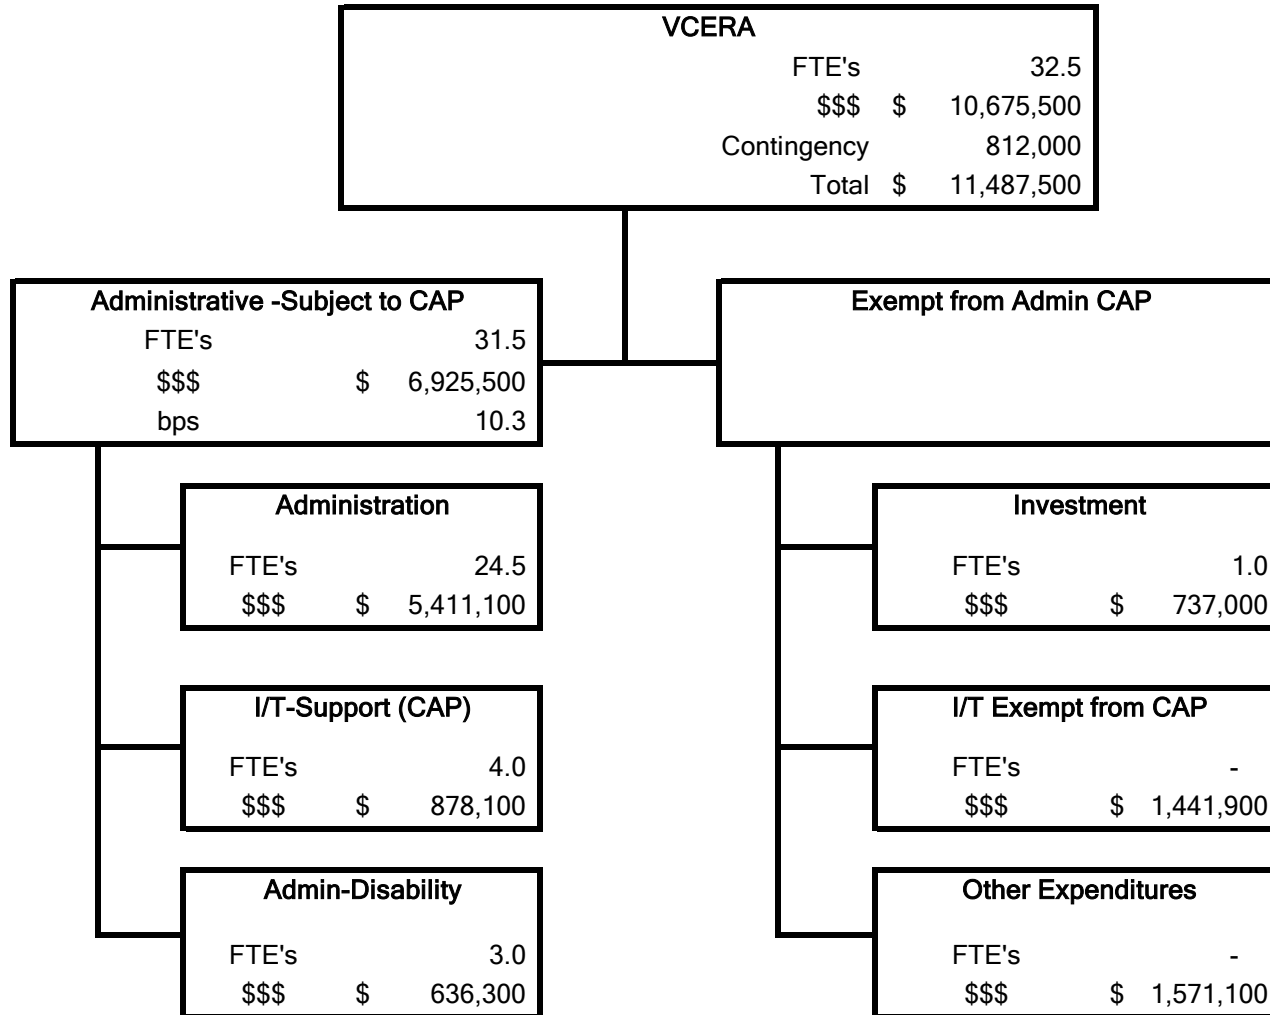 VCERA
FTE's 32.5
$$$ $ 10,675,500
Contingency 812,000
Total $ 11,487,500
Administrative -Subject to CAP
FTE's 31.5
$$$ $ 6,925,500
bps 10.3
Exempt from Admin CAP
Administration
FTE's 24.5
$$$ $ 5,411,100
Investment
FTE's 1.0
$$$ $ 737,000
I/T-Support (CAP)
FTE's 4.0
$$$ $ 878,100
I/T Exempt from CAP
FTE's -
$$$ $ 1,441,900
Admin-Disability
FTE's 3.0
$$$ $ 636,300
Other Expenditures
FTE's -
$$$ $ 1,571,100